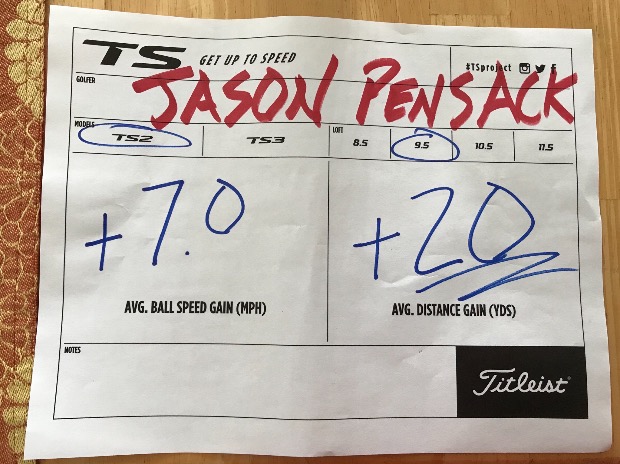 TS GET UP TO SPEED #TSproject
GOLFER
JASON PENSACK
MODELS TS2 TS3 LOFT 8.5 9.5 10.5 11.5
+7.0 +20
AVG. BALL SPEED GAIN (MPH) AVG. DISTANCE GAIN (YDS)
NOTES
Titleist